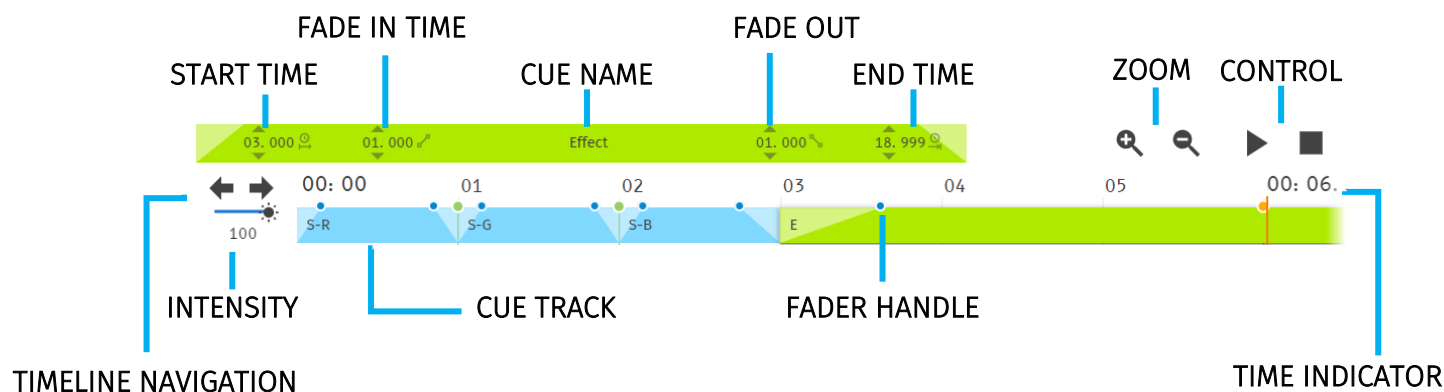 FADE IN TIME
FADE OUT
START TIME
CUE NAME
END TIME
ZOOM
CONTROL
03. 000
01. 000
Effect
01. 000
18. 999
00: 00
01
02
03
04
05
00: 06.
S-R
S-G
S-B
E
100
INTENSITY
CUE TRACK
FADER HANDLE
TIMELINE NAVIGATION
TIME INDICATOR